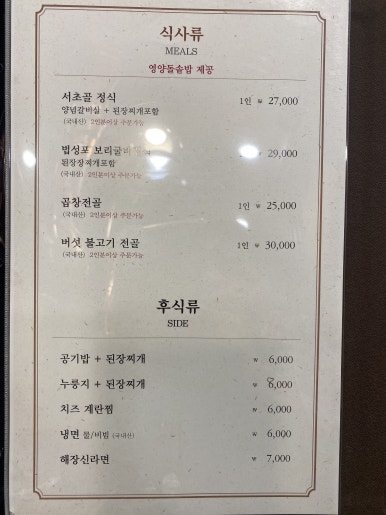 식사류
MEALS
영양돌솥밥 제공
서초골 정식 1인 ₩ 27,000
양념갈비살 + 된장찌개포함
(국내산) 2인분이상 주문가능
법성포 보리굴 ₩ 29,000
된장장찌개포함
(국내산) 2인분이상 주문가능
곱창전골 1인 ₩ 25,000
(국내산) 2인분이상 주문가능
버섯 불고기 전골 1인 ₩ 30,000
(국내산) 2인분이상 주문가능
후식류
SIDE
공기밥 + 된장찌개 ₩ 6,000
누룽지 + 된장찌개 ₩ 6,000
치즈 계란찜 ₩ 6,000
냉면 물/비빔 (국내산) ₩ 6,000
해장신라면 ₩ 7,000